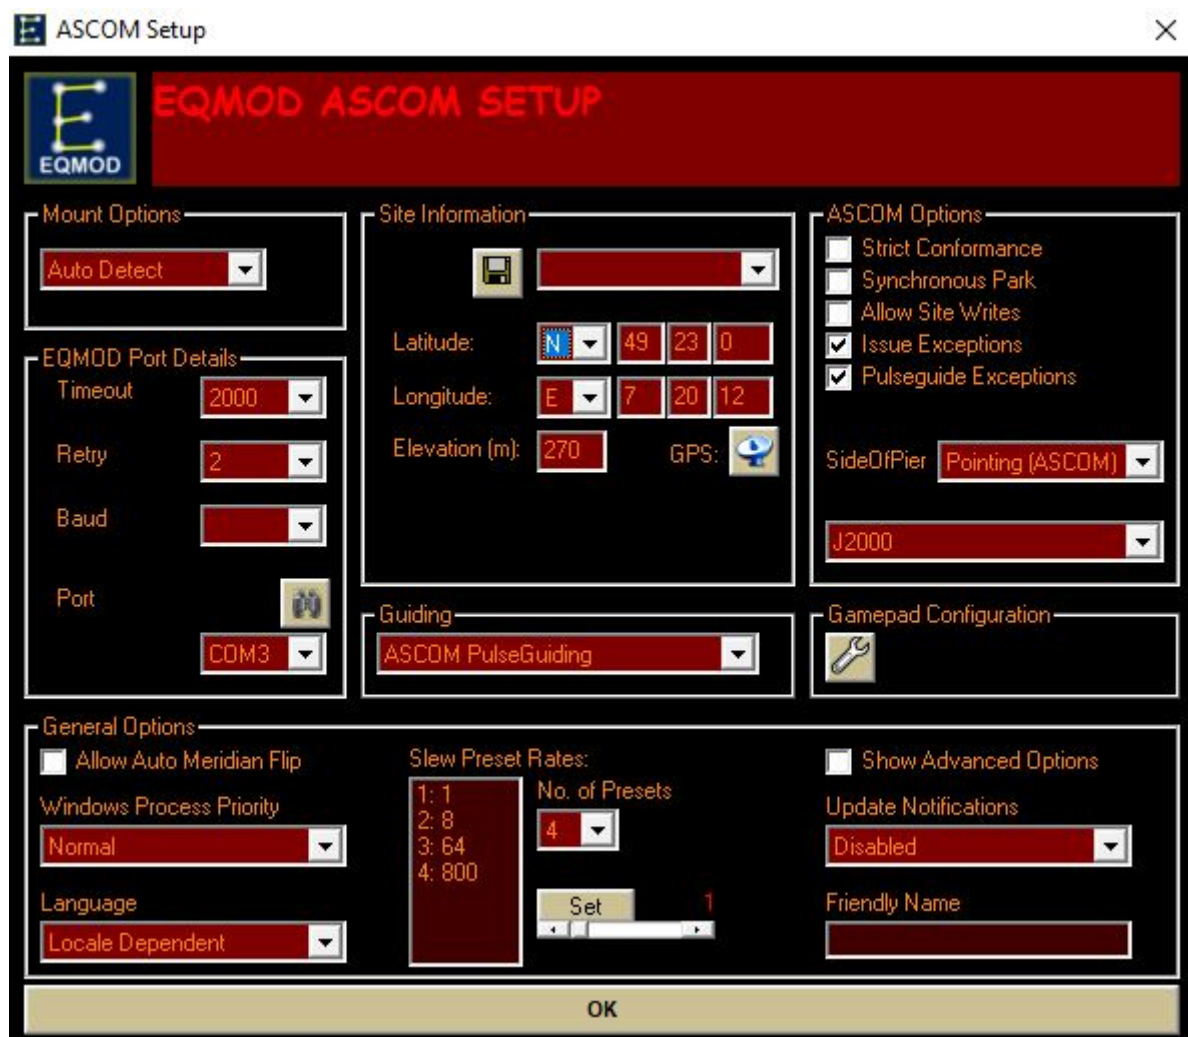 ASCOM Setup
EQMOD
EQMOD ASCOM SETUP
Mount Options
Auto Detect
EQMOD Port Details
Timeout
2000
Retry
2
Baud
Port
COM3
Site Information
Latitude:
N 49 23 0
Longitude:
E 7 20 12
Elevation (m):
270
GPS:
Guiding
ASCOM PulseGuiding
ASCOM Options
Strict Conformance
Synchronous Park
Allow Site Writes
Issue Exceptions
Pulseguide Exceptions
SideOfPier
Pointing (ASCOM)
J2000
Gamepad Configuration
General Options
Allow Auto Meridian Flip
Windows Process Priority
Normal
Language
Locale Dependent
Slew Preset Rates:
1: 1
2: 8
3: 64
4: 800
No. of Presets
4
Set
1
Show Advanced Options
Update Notifications
Disabled
Friendly Name
OK